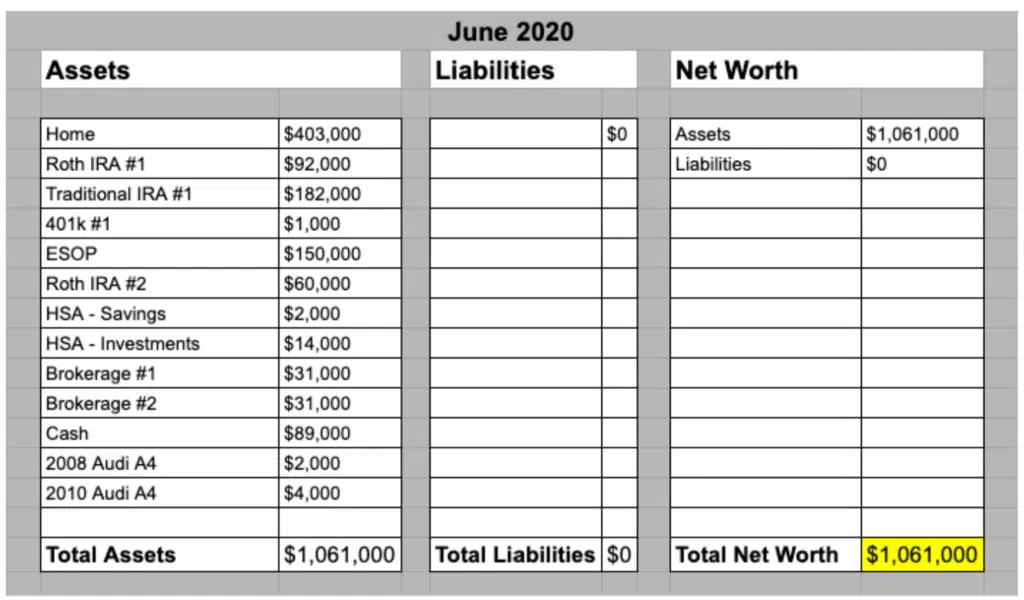 June 2020
Assets Liabilities Net Worth
Home $403,000 $0 Assets $1,061,000
Roth IRA #1 $92,000 Liabilities $0
Traditional IRA #1 $182,000
401k #1 $1,000
ESOP $150,000
Roth IRA #2 $60,000
HSA - Savings $2,000
HSA - Investments $14,000
Brokerage #1 $31,000
Brokerage #2 $31,000
Cash $89,000
2008 Audi A4 $2,000
2010 Audi A4 $4,000
Total Assets $1,061,000 Total Liabilities $0 Total Net Worth $1,061,000